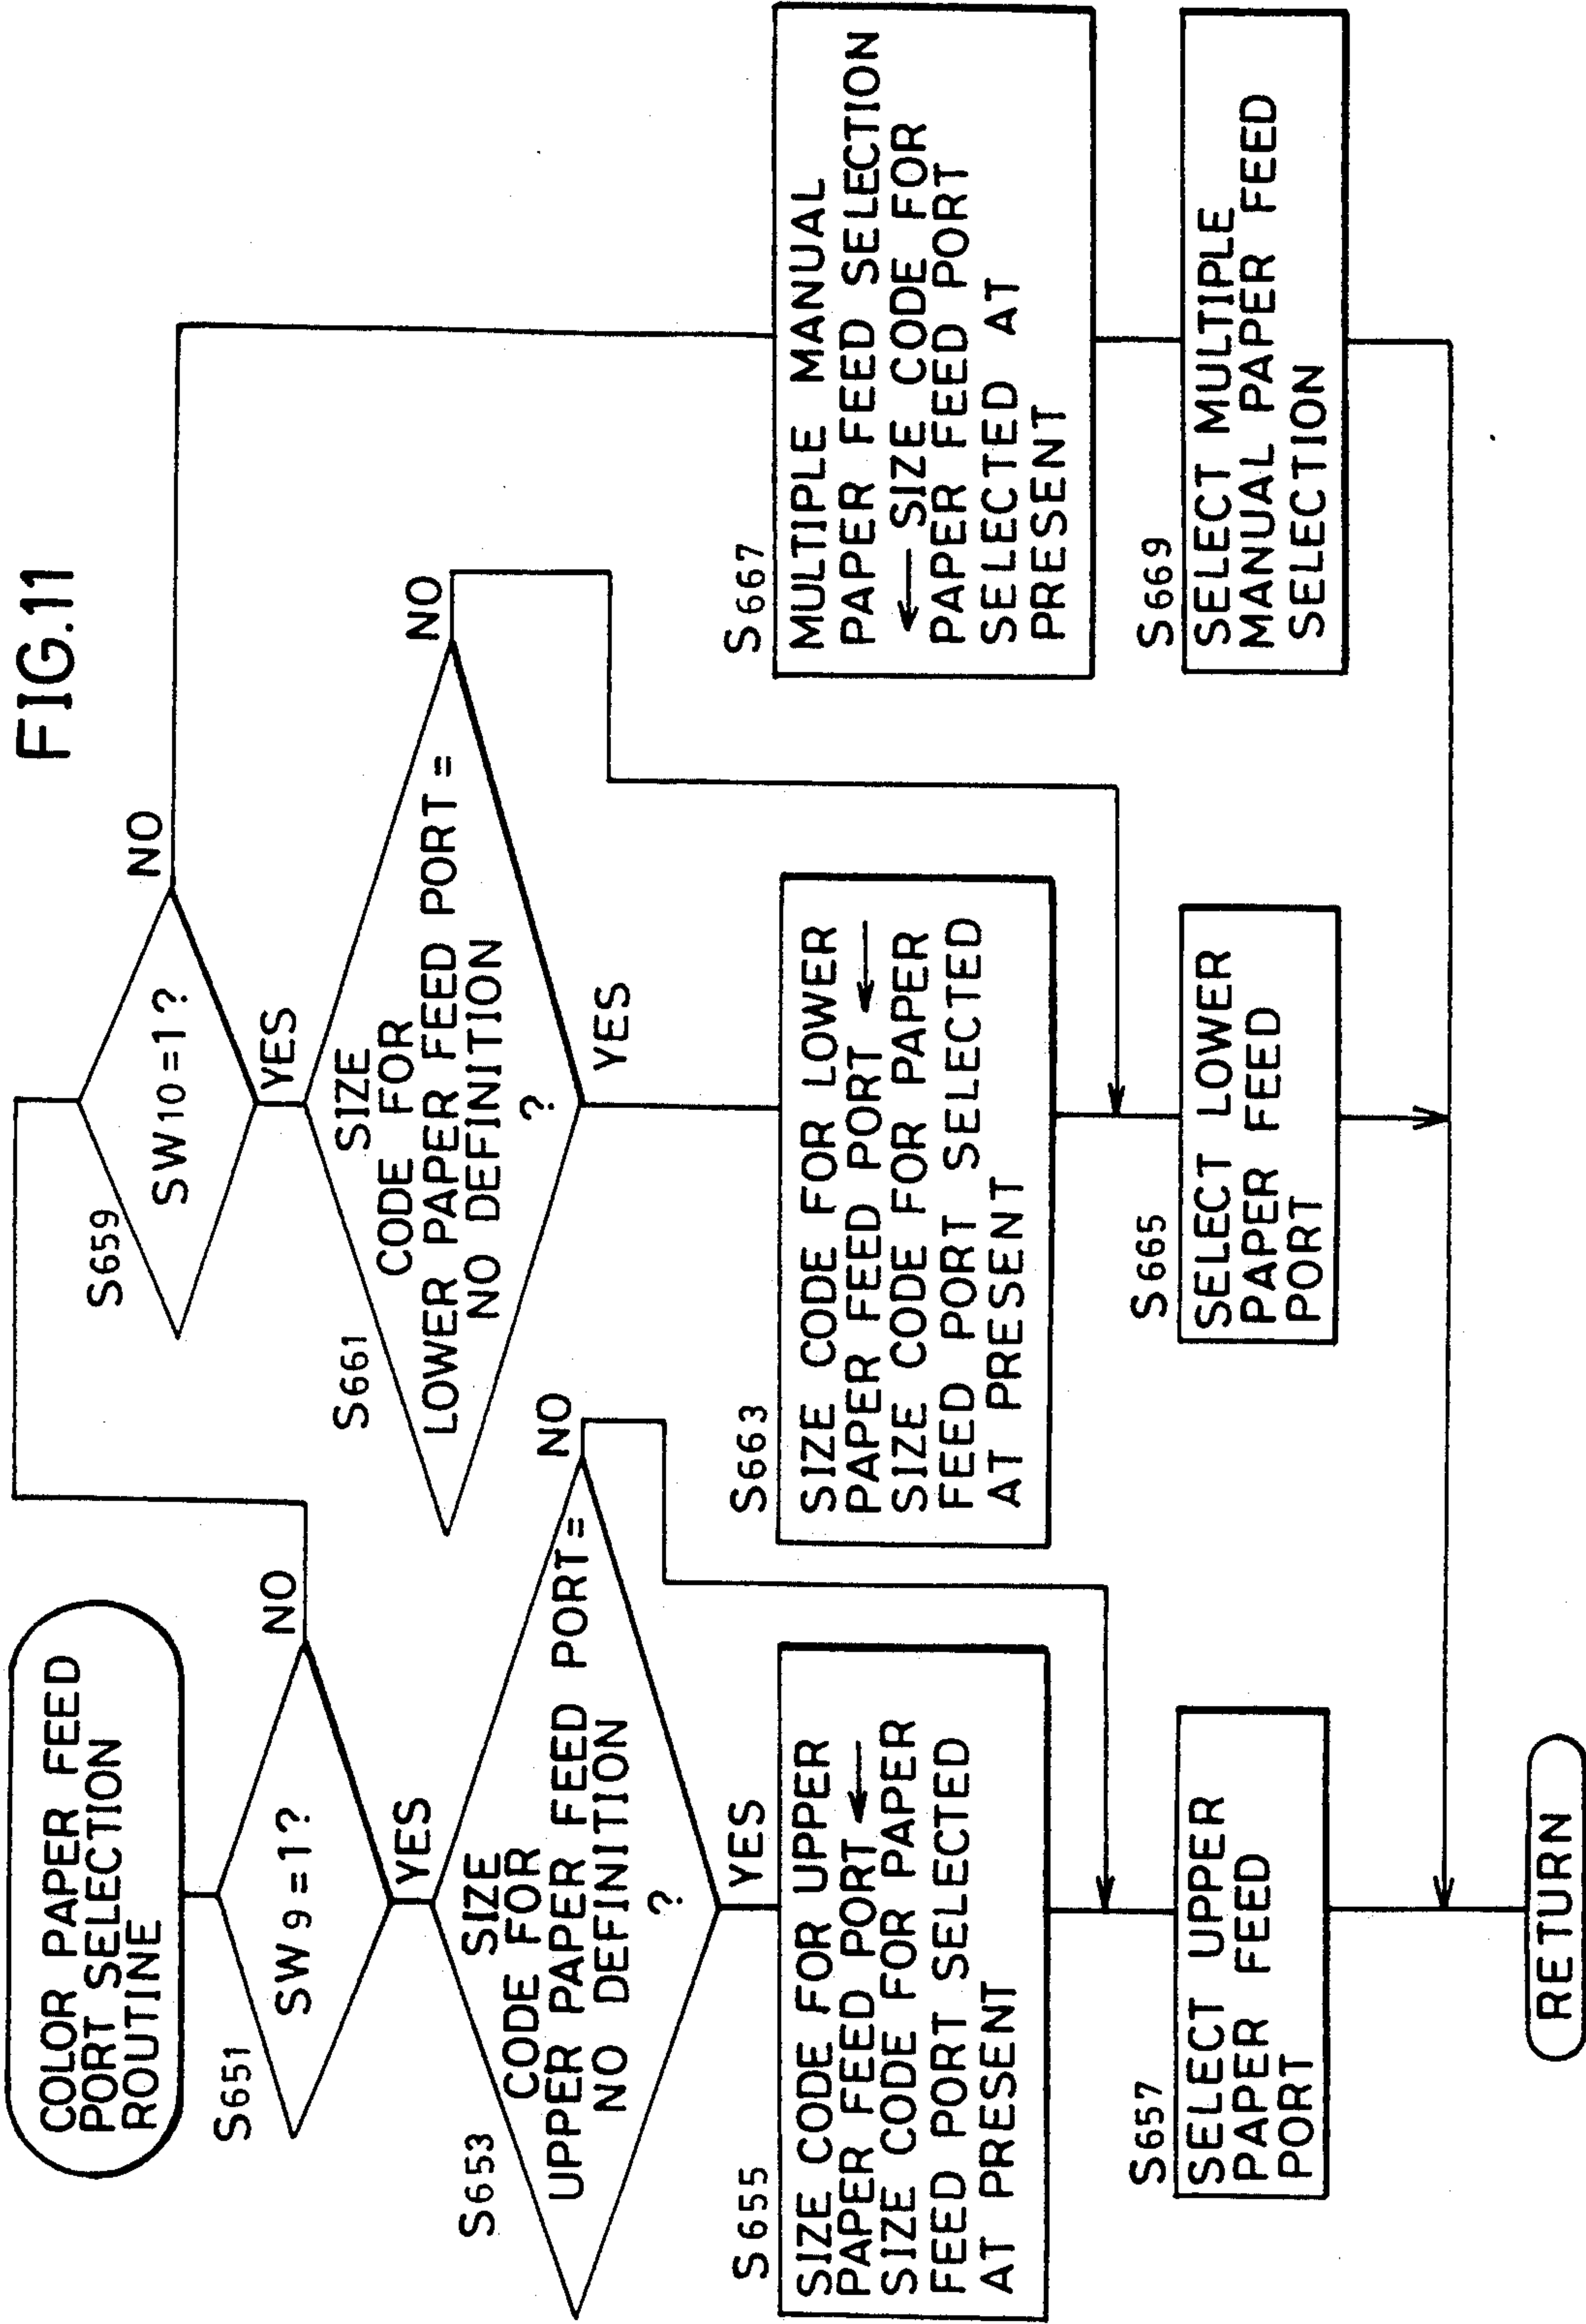 FIG.11
COLOR PAPER FEED
PORT SELECTION
ROUTINE
S651
SW9=1?
NO
YES
S653
SIZE
CODE FOR
UPPER PAPER FEED PORT=
NO DEFINITION
?
NO
YES
S655
SIZE CODE FOR UPPER
PAPER FEED PORT←
SIZE CODE FOR PAPER
FEED PORT SELECTED
AT PRESENT
S657
SELECT UPPER
PAPER FEED
PORT
S659
SW10=1?
NO
YES
S661
SIZE
CODE FOR
LOWER PAPER FEED PORT=
NO DEFINITION
?
NO
YES
S663
SIZE CODE FOR LOWER
PAPER FEED PORT←
SIZE CODE FOR PAPER
FEED PORT SELECTED
AT PRESENT
S665
SELECT LOWER
PAPER FEED
PORT
S667
MULTIPLE MANUAL
PAPER FEED SELECTION
←SIZE CODE FOR
PAPER FEED PORT
SELECTED AT
PRESENT
S669
SELECT MULTIPLE
MANUAL PAPER FEED
SELECTION
RETURN